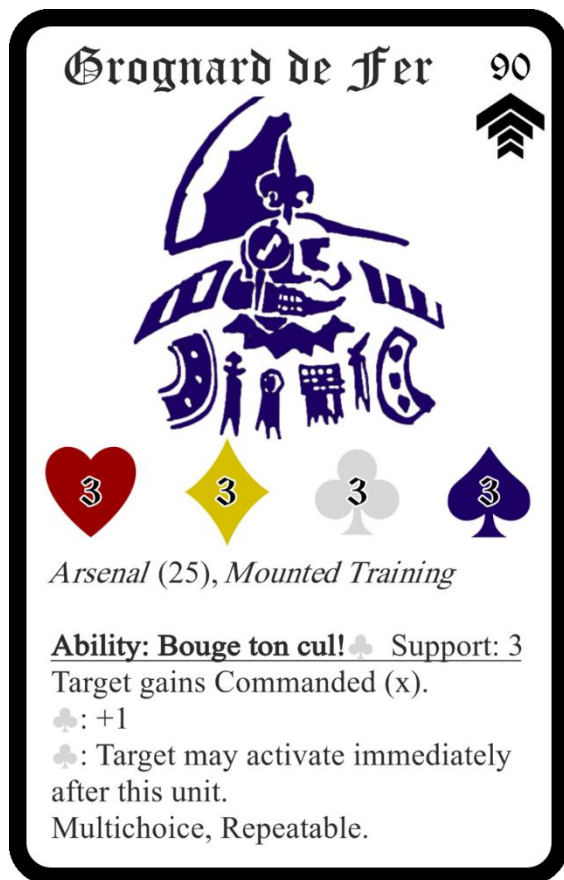 Grognard de Fer 90
3 3 3 3
Arsenal (25), Mounted Training
Ability: Bouge ton cul!♣ Support: 3
Target gains Commanded (x).
♣: +1
♣: Target may activate immediately
after this unit.
Multichoice, Repeatable.